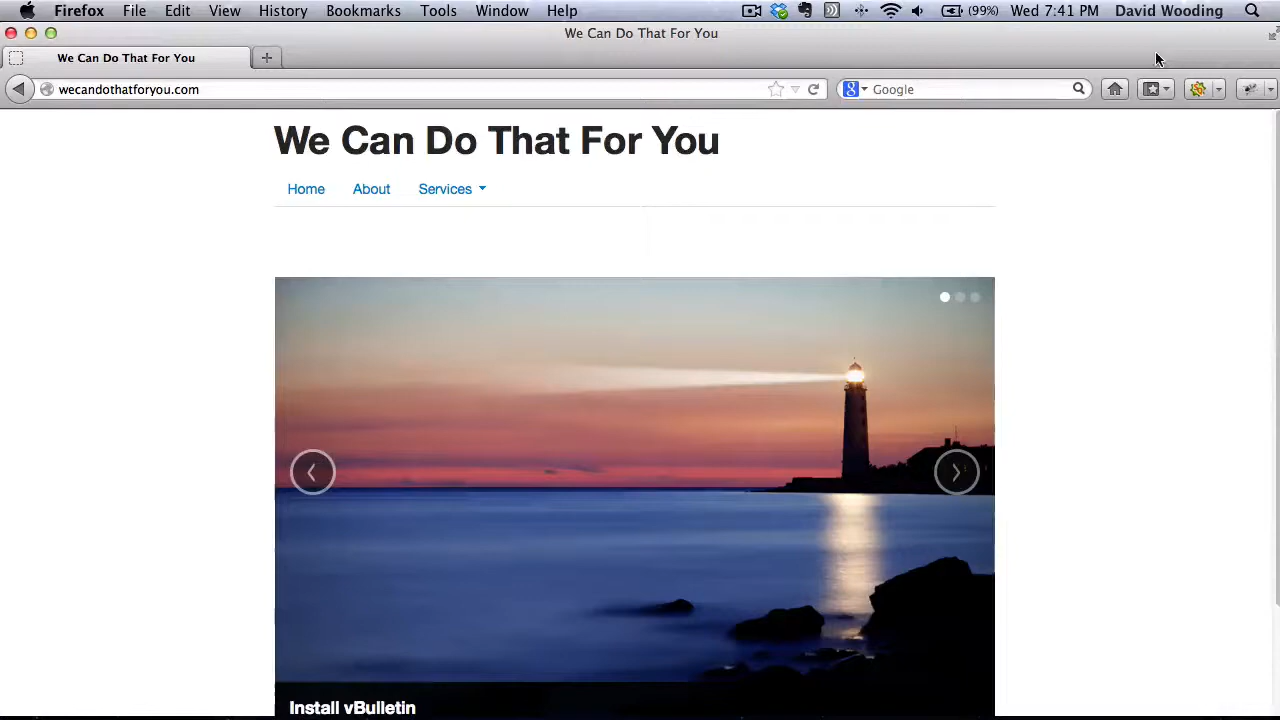 Firefox File Edit View History Bookmarks Tools Window Help (99%) Wed 7:41 PM David Wooding
We Can Do That For You
We Can Do That For You
wecandothatforyou.com
Google
We Can Do That For You
Home About Services
Install vBulletin